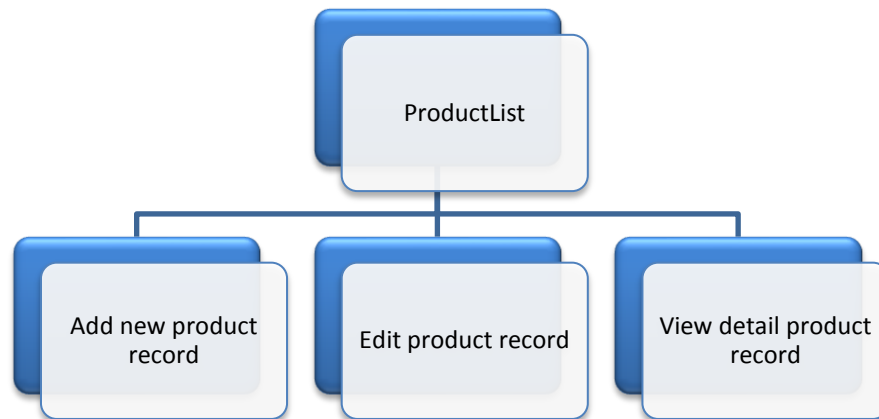 ProductList
Add new product
record
Edit product record
View detail product
record